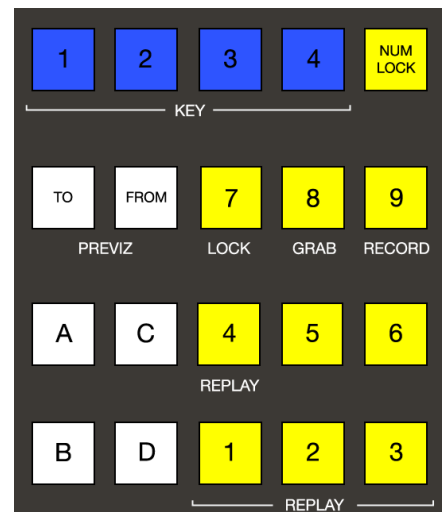 1 2 3 4 NUM LOCK
KEY
TO FROM 7 8 9
PREVIZ LOCK GRAB RECORD
A C 4 5 6
REPLAY
B D 1 2 3
REPLAY